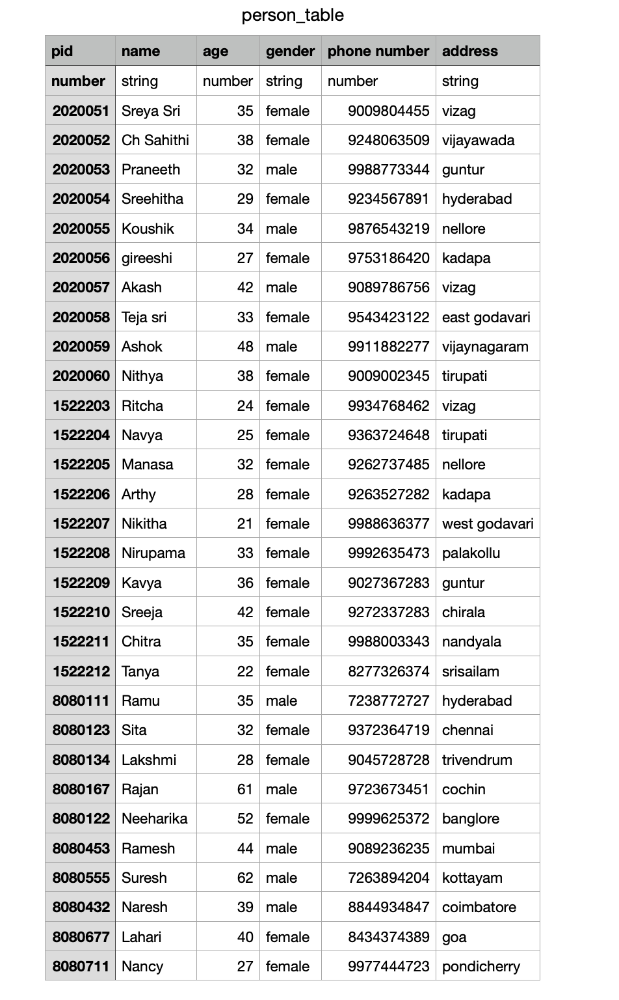 person_table
pid name age gender phone number address
number string number string number string
2020051 Sreya Sri 35 female 9009804455 vizag
2020052 Ch Sahithi 38 female 9248063509 vijayawada
2020053 Praneeth 32 male 9988773344 guntur
2020054 Sreehitha 29 female 9234567891 hyderabad
2020055 Koushik 34 male 9876543219 nellore
2020056 gireeshi 27 female 9753186420 kadapa
2020057 Akash 42 male 9089786756 vizag
2020058 Teja sri 33 female 9543423122 east godavari
2020059 Ashok 48 male 9911882277 vijaynagaram
2020060 Nithya 38 female 9009002345 tirupati
1522203 Ritcha 24 female 9934768462 vizag
1522204 Navya 25 female 9363724648 tirupati
1522205 Manasa 32 female 9262737485 nellore
1522206 Arthy 28 female 9263527282 kadapa
1522207 Nikitha 21 female 9988636377 west godavari
1522208 Nirupama 33 female 9992635473 palakollu
1522209 Kavya 36 female 9027367283 guntur
1522210 Sreeja 42 female 9272337283 chirala
1522211 Chitra 35 female 9988003343 nandyala
1522212 Tanya 22 female 8277326374 srisailam
8080111 Ramu 35 male 7238772727 hyderabad
8080123 Sita 32 female 9372364719 chennai
8080134 Lakshmi 28 female 9045728728 trivendrum
8080167 Rajan 61 male 9723673451 cochin
8080122 Neeharika 52 female 9999625372 banglore
8080453 Ramesh 44 male 9089236235 mumbai
8080555 Suresh 62 male 7263894204 kottayam
8080432 Naresh 39 male 8844934847 coimbatore
8080677 Lahari 40 female 8434374389 goa
8080711 Nancy 27 female 9977444723 pondicherry